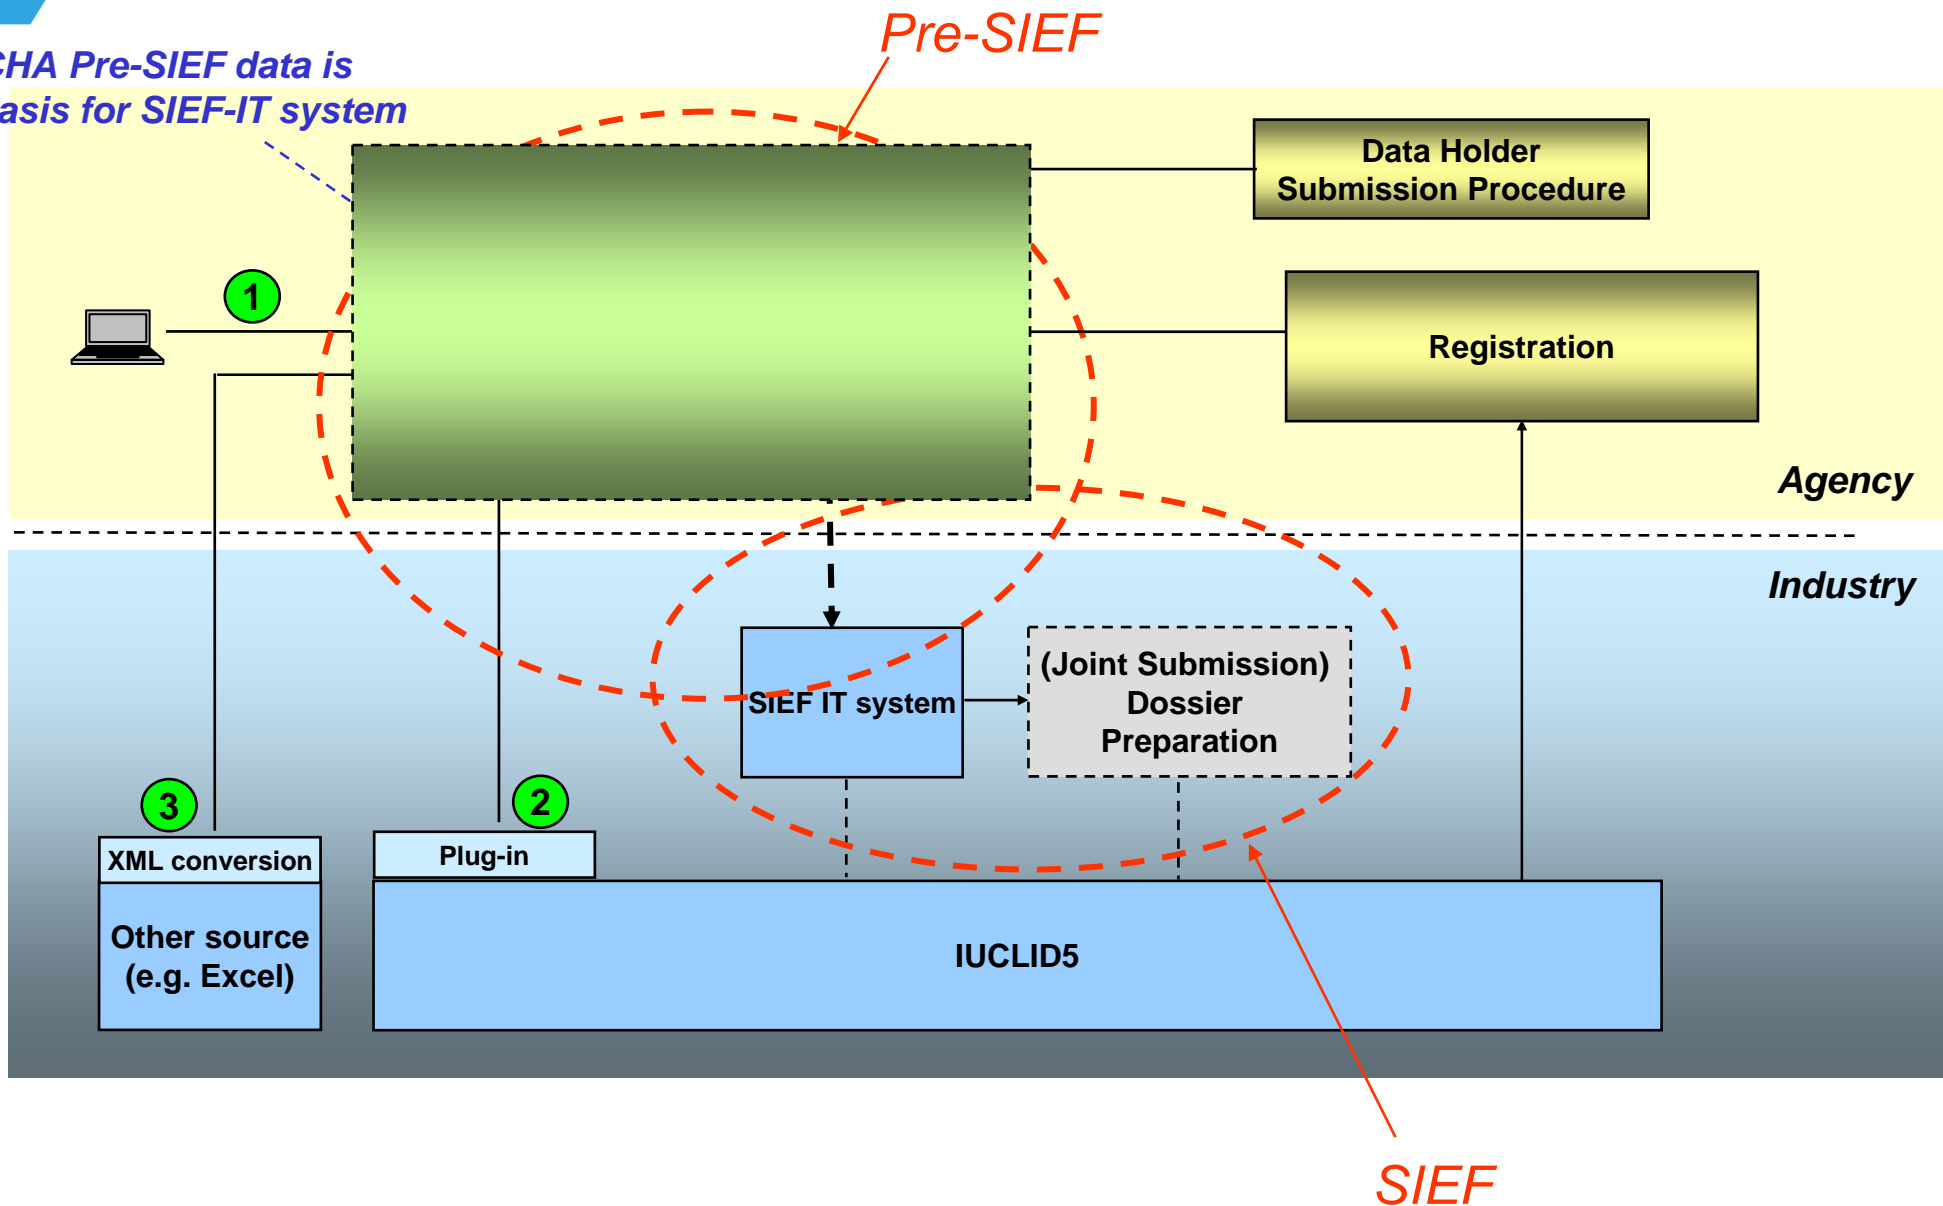 Pre-SIEF
CHA Pre-SIEF data is
asis for SIEF-IT system
Data Holder
Submission Procedure
1
Registration
Agency
Industry
(Joint Submission)
Dossier
Preparation
SIEF IT system
3
2
XML conversion
Plug-in
Other source
(e.g. Excel)
IUCLID5
SIEF